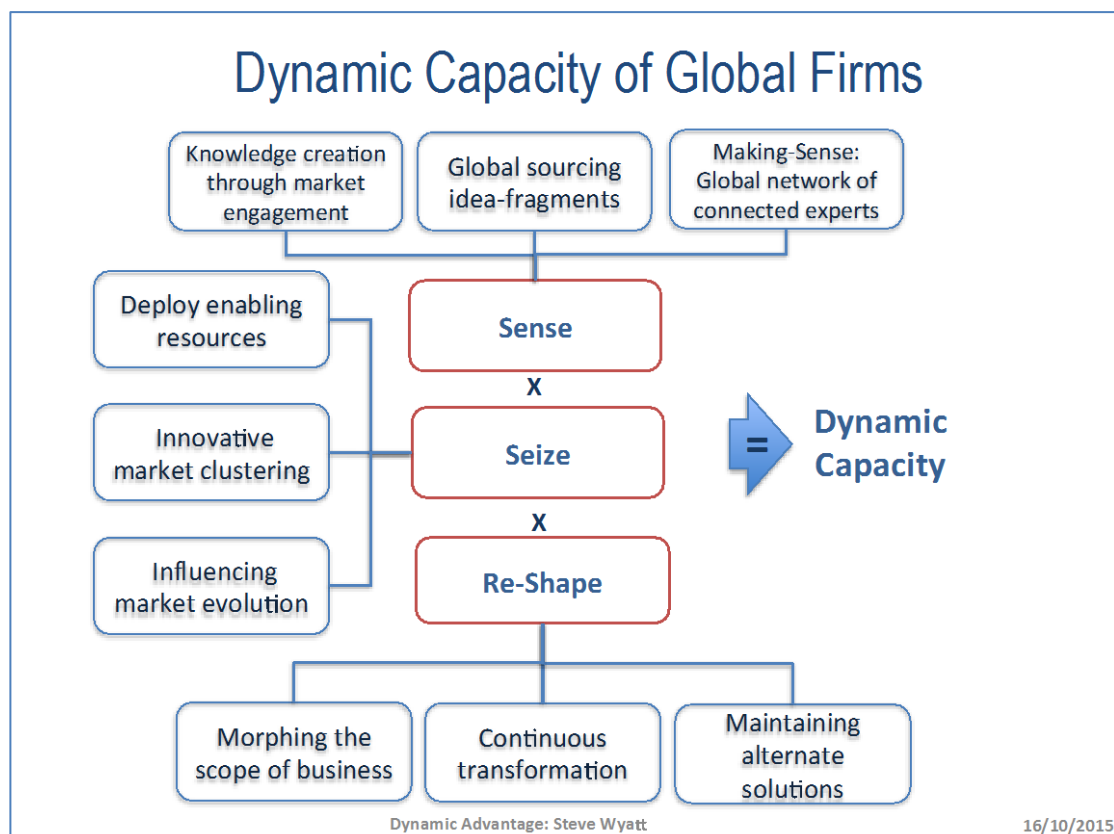 Dynamic Capacity of Global Firms
Knowledge creation
through market
engagement
Global sourcing
idea-fragments
Making-Sense:
Global network of
connected experts
Deploy enabling
resources
Innovative
market clustering
Influencing
market evolution
Sense
X
Seize
X
Re-Shape
=
Dynamic
Capacity
Morphing the
scope of business
Continuous
transformation
Maintaining
alternate
solutions
Dynamic Advantage: Steve Wyatt
16/10/2015